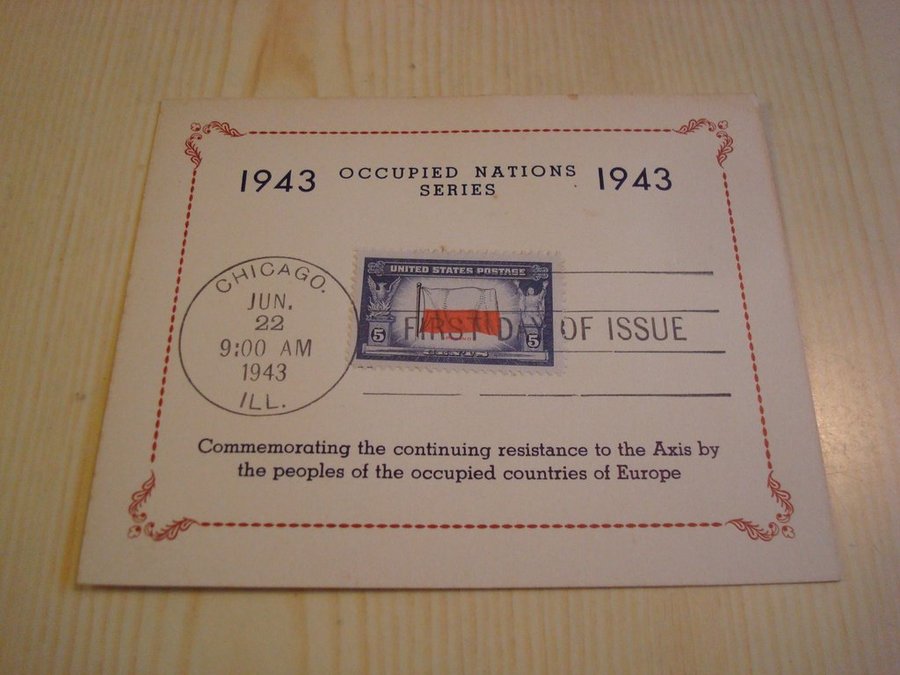 1943 OCCUPIED NATIONS 1943
SERIES
CHICAGO.
JUN.
22
9:00 AM
1943
ILL.
UNITED STATES POSTAGE
5 5
CENTS
FIRST DAY OF ISSUE
Commemorating the continuing resistance to the Axis by
the peoples of the occupied countries of Europe